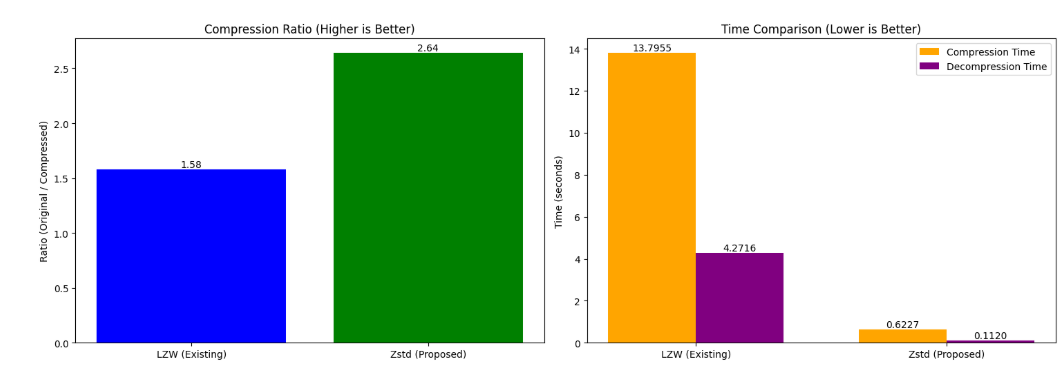 Compression Ratio (Higher is Better)
Ratio (Original / Compressed)
2.5
2.0
1.5
1.0
0.5
0.0
1.58
2.64
LZW (Existing)
Zstd (Proposed)
Time Comparison (Lower is Better)
Time (seconds)
14
12
10
8
6
4
2
0
13.7955
4.2716
0.6227
0.1120
Compression Time
Decompression Time
LZW (Existing)
Zstd (Proposed)